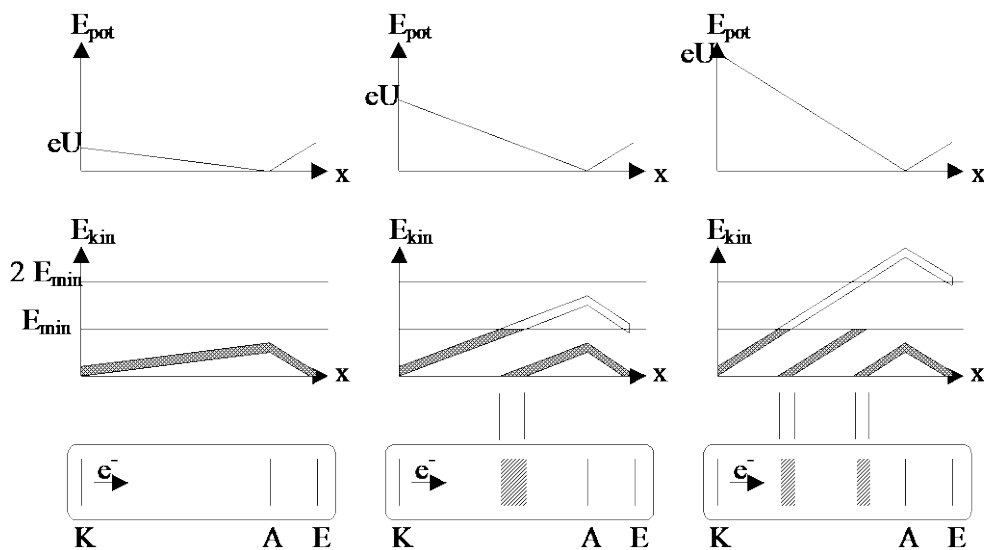 E_pot E_pot E_pot
eU
eU
eU
x x x
E_kin E_kin E_kin
2 E_min
E_min
x x x
e⁻ e⁻ e⁻
K A E K A E K A E